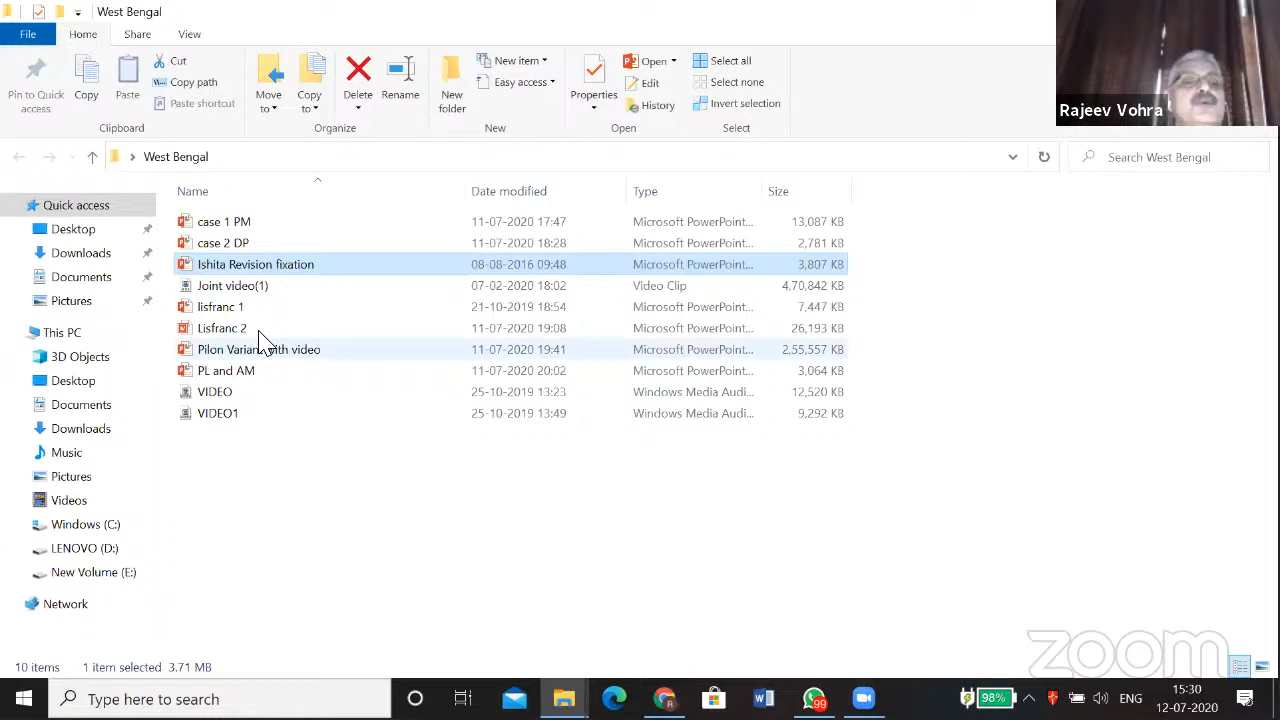 West Bengal
File Home Share View
Pin to Quick access
Copy
Paste
Cut
Copy path
Paste shortcut
Clipboard
Move to
Copy to
Delete
Rename
Organize
New folder
New item
Easy access
New
Properties
Open
Edit
History
Open
Select all
Select none
Invert selection
Select
Rajeev Vohra
West Bengal
Search West Bengal
Name Date modified Type Size
case 1 PM 11-07-2020 17:47 Microsoft PowerPoint... 13,087 KB
case 2 DP 11-07-2020 18:28 Microsoft PowerPoint... 2,781 KB
Ishita Revision fixation 08-08-2016 09:48 Microsoft PowerPoint... 3,807 KB
Joint video(1) 07-02-2020 18:02 Video Clip 4,70,842 KB
lisfranc 1 21-10-2019 18:54 Microsoft PowerPoint... 7,447 KB
Lisfranc 2 11-07-2020 19:08 Microsoft PowerPoint... 26,193 KB
Pilon Variant with video 11-07-2020 19:41 Microsoft PowerPoint... 2,55,557 KB
PL and AM 11-07-2020 20:02 Microsoft PowerPoint... 3,064 KB
VIDEO 25-10-2019 13:23 Windows Media Audi... 12,520 KB
VIDEO1 25-10-2019 13:49 Windows Media Audi... 9,292 KB
Quick access
Desktop
Downloads
Documents
Pictures
This PC
3D Objects
Desktop
Documents
Downloads
Music
Pictures
Videos
Windows (C:)
LENOVO (D:)
New Volume (E:)
Network
10 items 1 item selected 3.71 MB
zoom
Type here to search
99
98%
ENG
15:30
12-07-2020